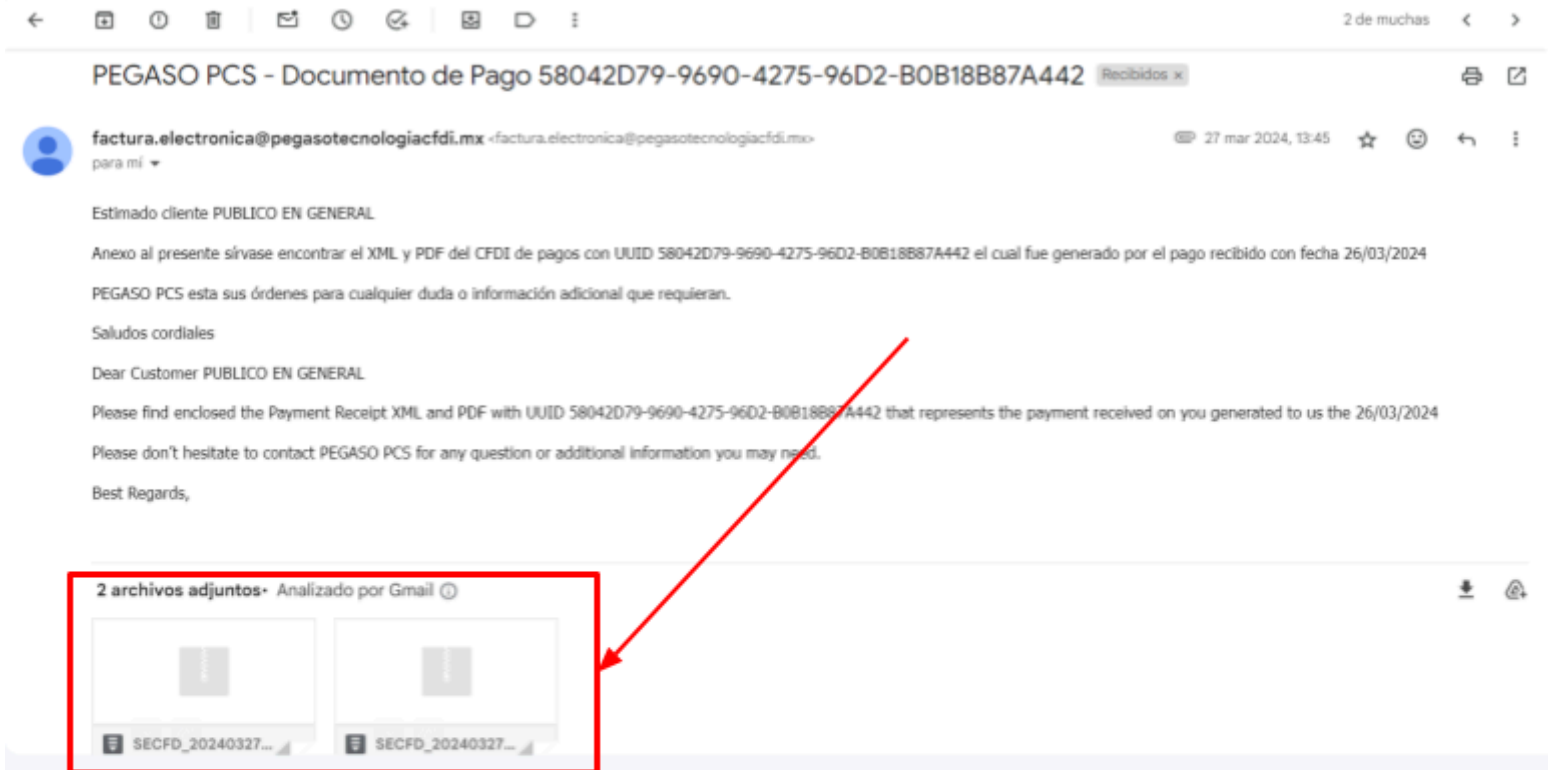 2 de muchas
PEGASO PCS - Documento de Pago 58042D79-9690-4275-96D2-B0B18B87A442 Recibidos x
factura.electronica@pegasotecnologiacfdi.mx <factura.electronica@pegasotecnologiacfdi.mx> 27 mar 2024, 13:45
para mí
Estimado cliente PUBLICO EN GENERAL
Anexo al presente sírvase encontrar el XML y PDF del CFDI de pagos con UUID 58042D79-9690-4275-96D2-B0B18B87A442 el cual fue generado por el pago recibido con fecha 26/03/2024
PEGASO PCS esta sus órdenes para cualquier duda o información adicional que requieran.
Saludos cordiales
Dear Customer PUBLICO EN GENERAL
Please find enclosed the Payment Receipt XML and PDF with UUID 58042D79-9690-4275-96D2-B0B18B87A442 that represents the payment received on you generated to us the 26/03/2024
Please don't hesitate to contact PEGASO PCS for any question or additional information you may need.
Best Regards,
2 archivos adjuntos• Analizado por Gmail
SECFD_20240327... SECFD_20240327...